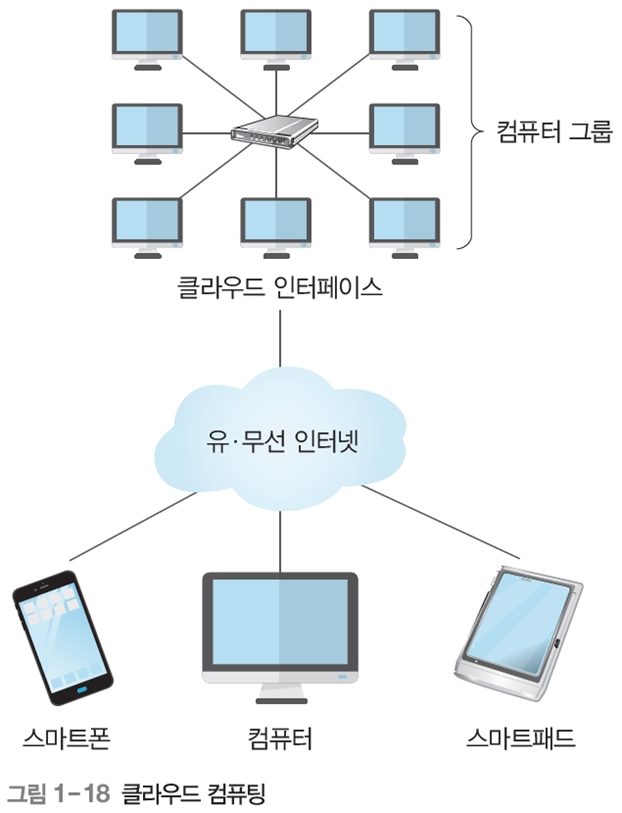 컴퓨터 그룹
클라우드 인터페이스
유·무선 인터넷
스마트폰
컴퓨터
스마트패드
그림 1-18 클라우드 컴퓨팅